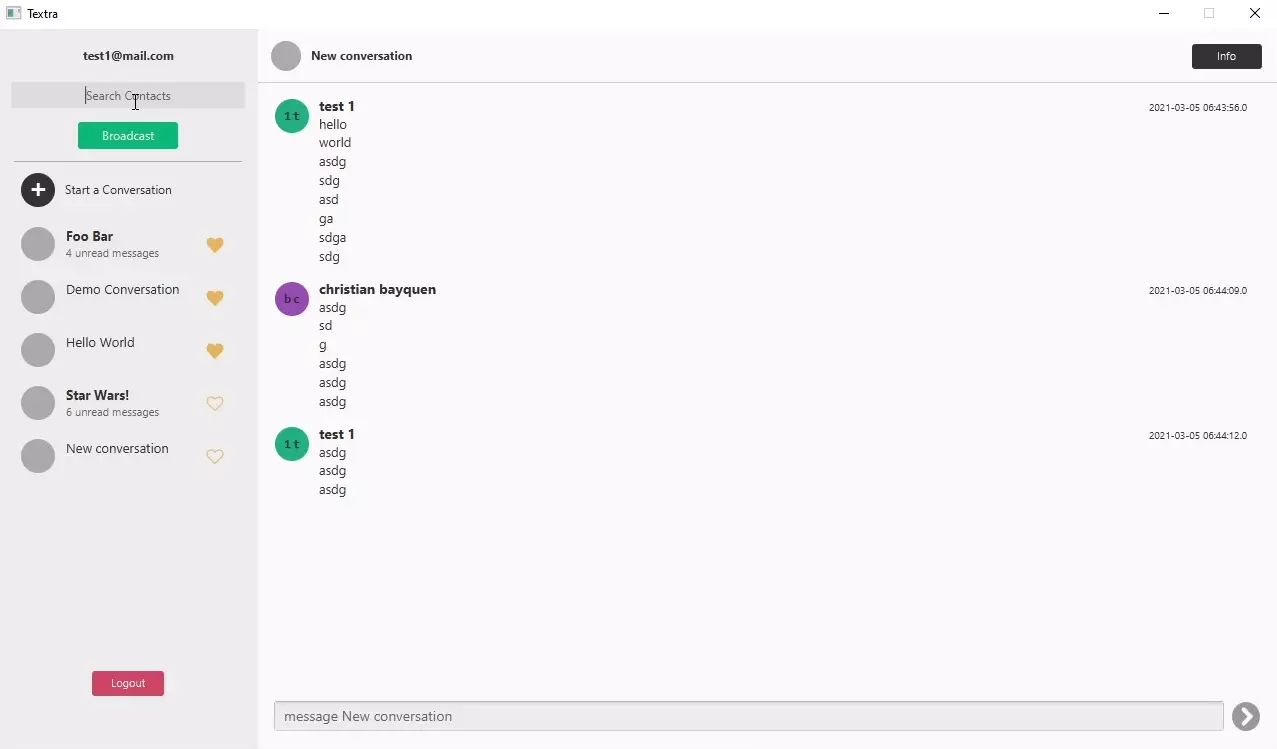 Textra
test1@mail.com
Search Contacts
Broadcast
Start a Conversation
Foo Bar
4 unread messages
Demo Conversation
Hello World
Star Wars!
6 unread messages
New conversation
Logout
New conversation
Info
1t
test 1
2021-03-05 06:43:56.0
hello
world
asdg
sdg
asd
ga
sdga
sdg
bc
christian bayquen
2021-03-05 06:44:09.0
asdg
sd
g
asdg
asdg
asdg
1t
test 1
2021-03-05 06:44:12.0
asdg
asdg
asdg
message New conversation